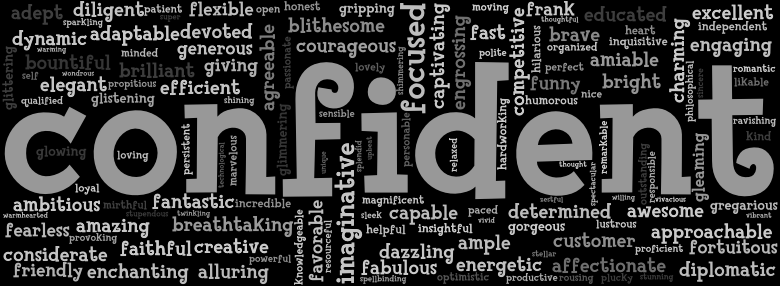 adept
diligent
patient
super
flexible
open
honest
gripping
moving
frank
thoughtful
educated
excellent
sparkling
blithesome
independent
dynamic
adaptable
devoted
fast
brave
heart
warming
minded
generous
courageous
polite
organized
inquisitive
engaging
bountiful
brilliant
giving
lovely
perfect
amiable
romantic
self
wondrous
elegant
propitious
efficient
funny
nice
bright
likable
qualified
glistening
shining
humorous
glittering
agreeable
passionate
shimmering
focused
captivating
engrossing
competitive
hilarious
charming
philosophical
sincere
confident
sensible
ravishing
kind
glowing
loving
persistent
technological
marvelous
glimmering
unique
splendid
upbeat
personable
relaxed
hardworking
thought
remarkable
spectacular
outstanding
responsible
gleaming
loyal
ambitious
mirthful
fantastic
incredible
magnificent
zestful
willing
vivacious
gregarious
warmhearted
stupendous
twinkling
sleek
capable
paced
determined
awesome
vibrant
fearless
amazing
breathtaking
vivid
helpful
insightful
gorgeous
lustrous
approachable
provoking
knowledgeable
resourceful
favorable
imaginative
considerate
faithful
creative
dazzling
ample
customer
proficient
fortuitous
powerful
stellar
friendly
enchanting
alluring
fabulous
energetic
affectionate
diplomatic
spellbinding
optimistic
productive
rousing
plucky
stunning